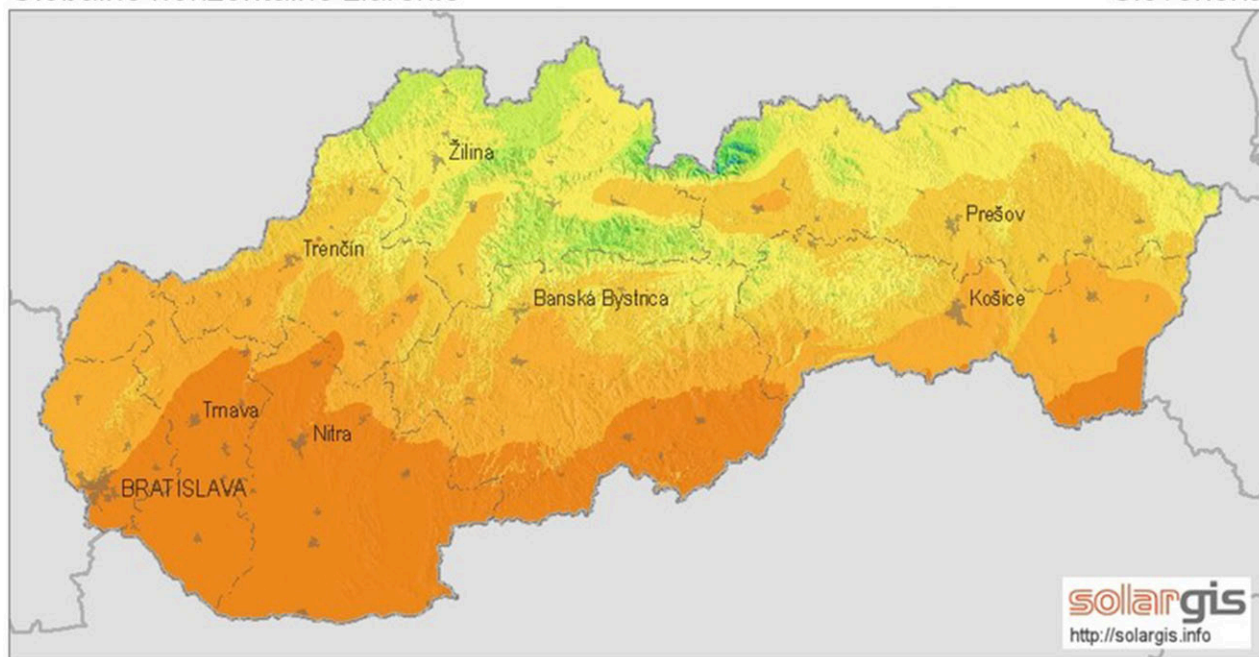 Žilina
Prešov
Trenčín
Banská Bystrica
Košice
Trnava
Nitra
BRATISLAVA
solargis
http://solargis.info